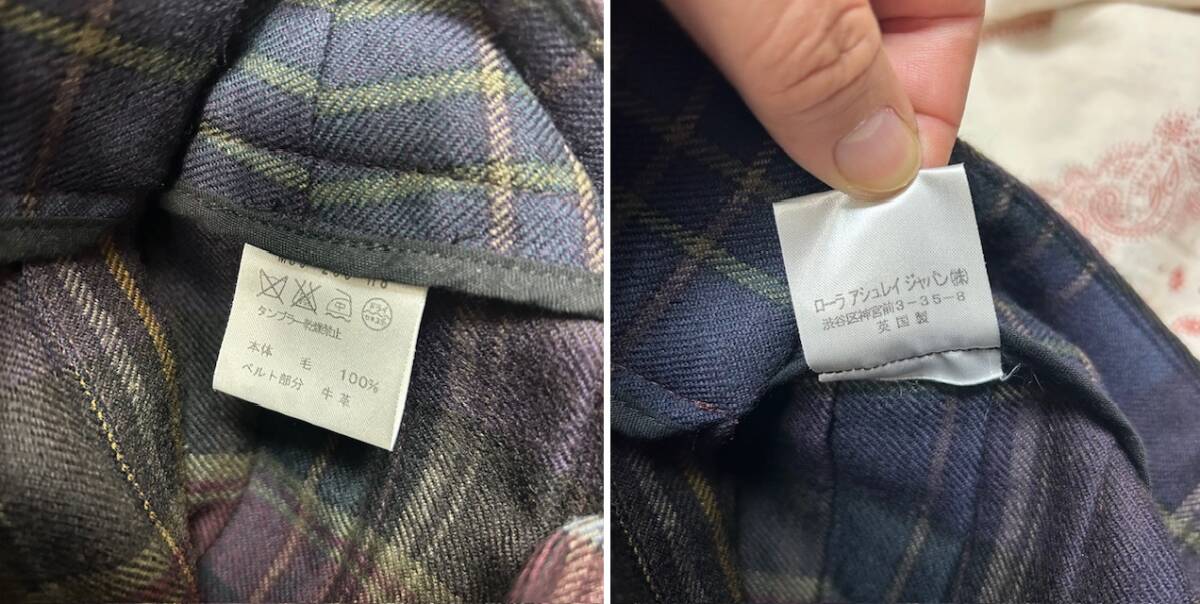 タンブラー乾燥禁止
本体 毛 100%
ベルト部分 牛革
ローラ アシュレイ ジャパン(株)
渋谷区神宮前3-35-8
英国製